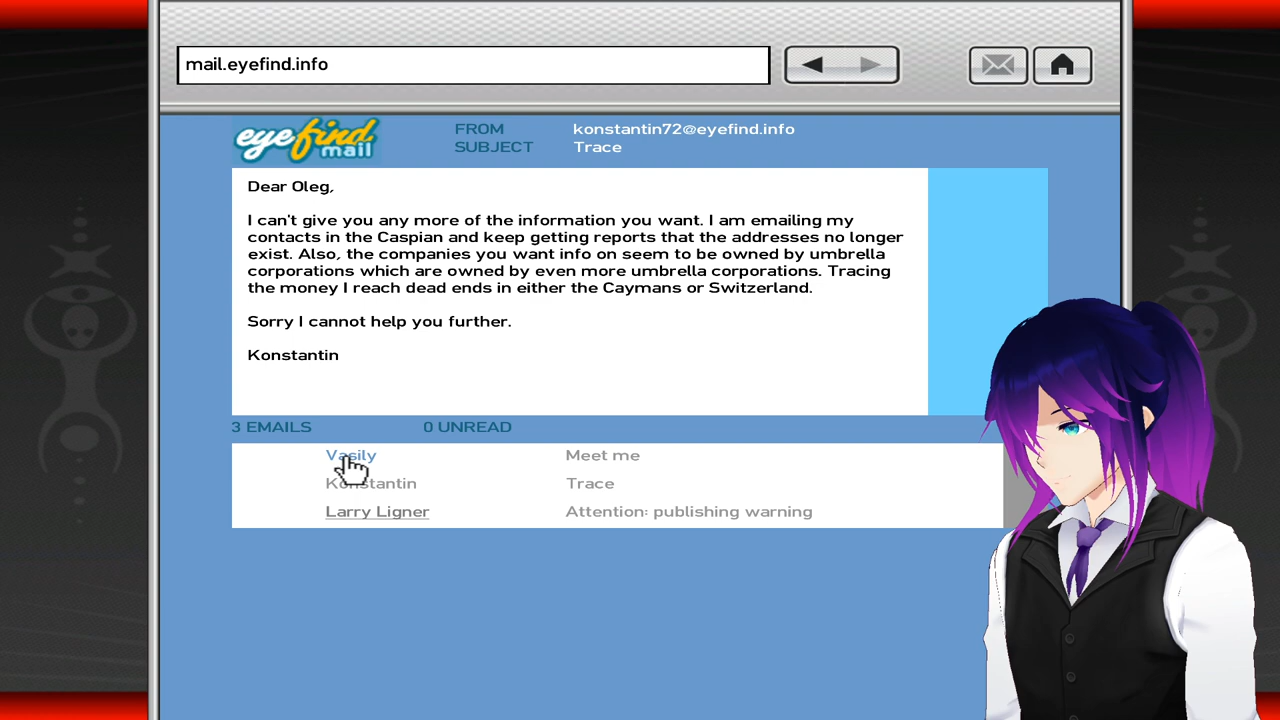 mail.eyefind.info
eyefind mail
FROM konstantin72@eyefind.info
SUBJECT Trace
Dear Oleg,
I can't give you any more of the information you want. I am emailing my
contacts in the Caspian and keep getting reports that the addresses no longer
exist. Also, the companies you want info on seem to be owned by umbrella
corporations which are owned by even more umbrella corporations. Tracing
the money I reach dead ends in either the Caymans or Switzerland.
Sorry I cannot help you further.
Konstantin
3 EMAILS 0 UNREAD
Vasily Meet me
Konstantin Trace
Larry Ligner Attention: publishing warning